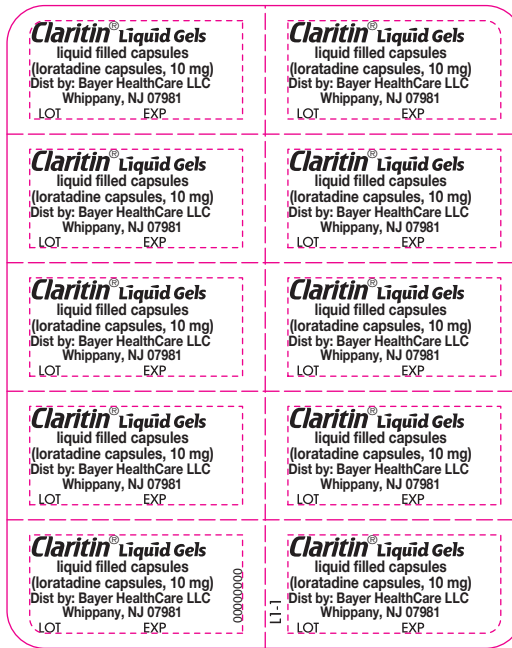 Claritin® Liquid Gels
liquid filled capsules
(loratadine capsules, 10 mg)
Dist by: Bayer HealthCare LLC
Whippany, NJ 07981
LOT EXP
Claritin® Liquid Gels
liquid filled capsules
(loratadine capsules, 10 mg)
Dist by: Bayer HealthCare LLC
Whippany, NJ 07981
LOT EXP
Claritin® Liquid Gels
liquid filled capsules
(loratadine capsules, 10 mg)
Dist by: Bayer HealthCare LLC
Whippany, NJ 07981
LOT EXP
Claritin® Liquid Gels
liquid filled capsules
(loratadine capsules, 10 mg)
Dist by: Bayer HealthCare LLC
Whippany, NJ 07981
LOT EXP
Claritin® Liquid Gels
liquid filled capsules
(loratadine capsules, 10 mg)
Dist by: Bayer HealthCare LLC
Whippany, NJ 07981
LOT EXP
Claritin® Liquid Gels
liquid filled capsules
(loratadine capsules, 10 mg)
Dist by: Bayer HealthCare LLC
Whippany, NJ 07981
LOT EXP
Claritin® Liquid Gels
liquid filled capsules
(loratadine capsules, 10 mg)
Dist by: Bayer HealthCare LLC
Whippany, NJ 07981
LOT EXP
Claritin® Liquid Gels
liquid filled capsules
(loratadine capsules, 10 mg)
Dist by: Bayer HealthCare LLC
Whippany, NJ 07981
LOT EXP
Claritin® Liquid Gels
liquid filled capsules
(loratadine capsules, 10 mg)
Dist by: Bayer HealthCare LLC
Whippany, NJ 07981
LOT EXP
00000000
L1-1
Claritin® Liquid Gels
liquid filled capsules
(loratadine capsules, 10 mg)
Dist by: Bayer HealthCare LLC
Whippany, NJ 07981
LOT EXP